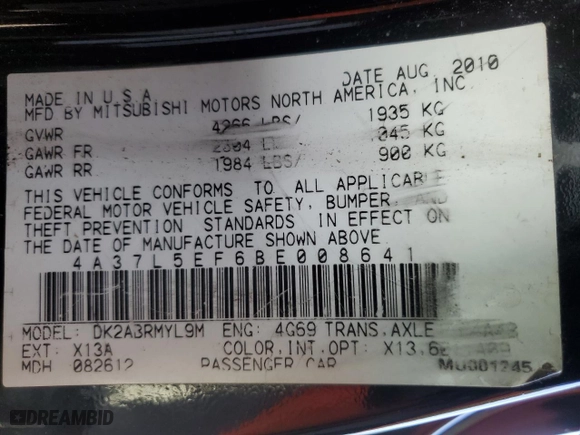 MADE IN U.S.A. DATE AUG, 2010
MFD BY MITSUBISHI MOTORS NORTH AMERICA, INC
GVWR 4266 LBS/ 1935 KG
GAWR FR 2304 KG
GAWR RR 1984 LBS/ 900 KG
THIS VEHICLE CONFORMS TO ALL APPLICABLE
FEDERAL MOTOR VEHICLE SAFETY, BUMPER, AND
THEFT PREVENTION STANDARDS IN EFFECT ON
THE DATE OF MANUFACTURE SHOWN ABOVE
4A37L5EF6BE008641
MODEL: DK2A3RMYL9M ENG: 4G69 TRANS. AXLE
EXT: X13A COLOR, INT. OPT: X13,
MDH 082612 PASSENGER CAR
DREAMBID